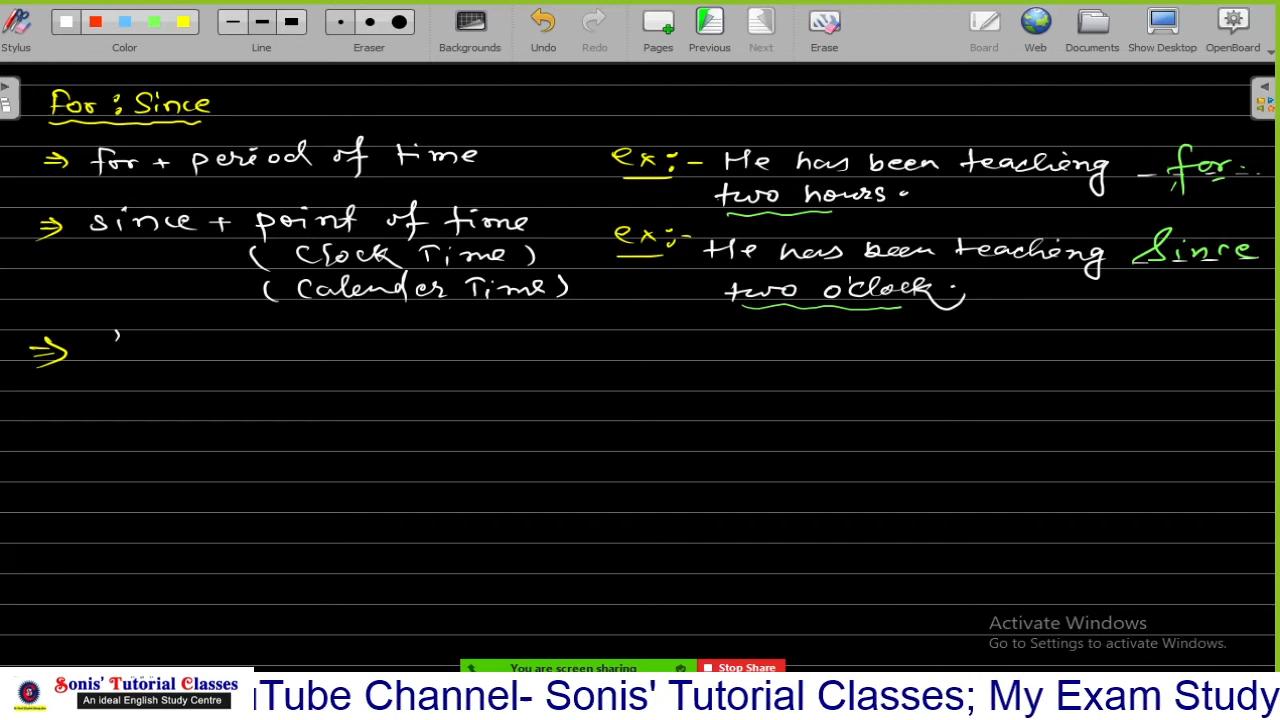 Stylus Color Line Eraser Backgrounds Undo Redo Pages Previous Next Erase Board Web Documents Show Desktop OpenBoard
For : Since
⇒ for + period of time
ex:- He has been teaching - for
two hours.
⇒ since + point of time
(Clock Time)
(Calender Time)
ex:- He has been teaching Since
two o'clock.
⇒
Activate Windows
Go to Settings to activate Windows.
You are screen sharing Stop Share
Sonis' Tutorial Classes
An ideal English Study Centre
uTube Channel- Sonis' Tutorial Classes; My Exam Study